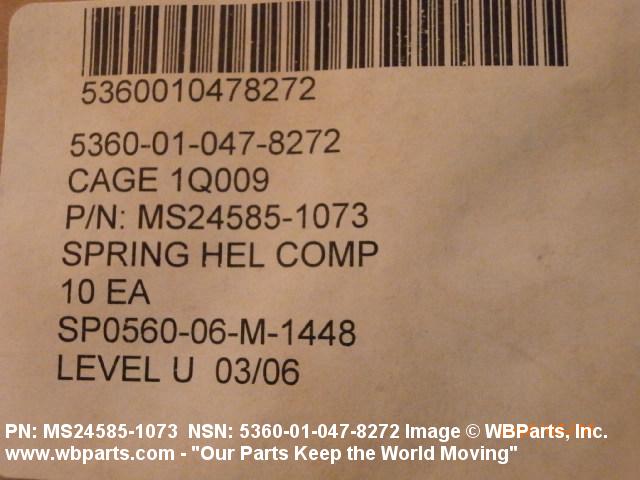 5360010478272
5360-01-047-8272
CAGE 1Q009
P/N: MS24585-1073
SPRING HEL COMP
10 EA
SP0560-06-M-1448
LEVEL U 03/06
PN: MS24585-1073 NSN: 5360-01-047-8272 Image © WBParts, Inc.
www.wbparts.com - "Our Parts Keep the World Moving"